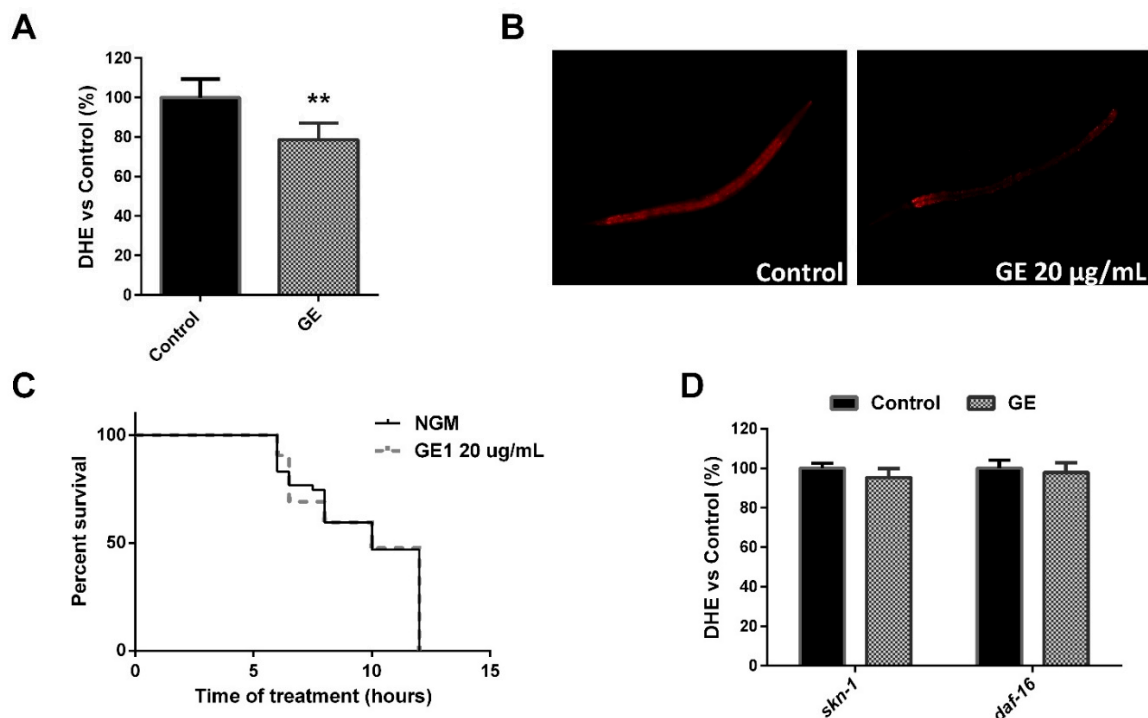 A
DHE vs Control (%)
120
100
80
60
40
20
0
**
Control
GE
B
Control
GE 20 µg/mL
C
Percent survival
100
50
0
NGM
GE1 20 ug/mL
0 5 10 15
Time of treatment (hours)
D
Control GE
DHE vs Control (%)
120
100
80
60
40
20
0
skn-1
daf-16